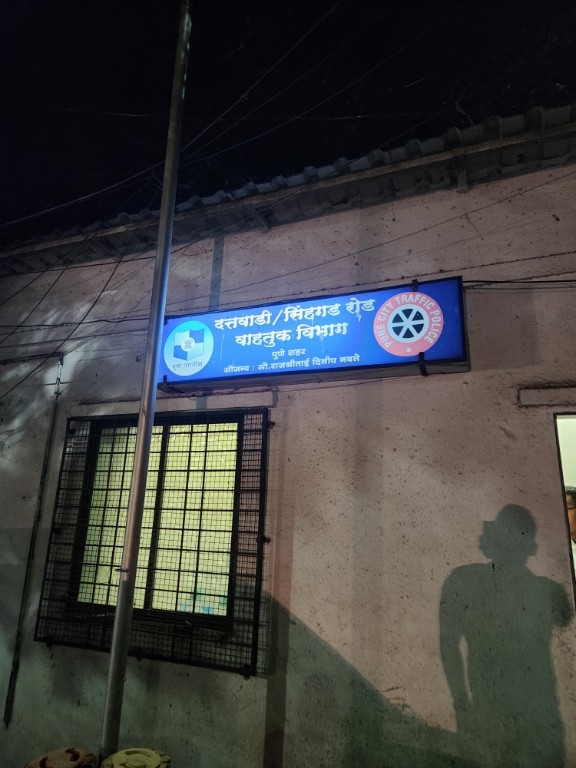 दत्तवाडी/सिंहगड रोड
वाहतुक विभाग
पुणे शहर
सौजन्य : सौ.राजश्रीताई दिलीप नवले
पुणे पोलीस
PUNE CITY TRAFFIC POLICE